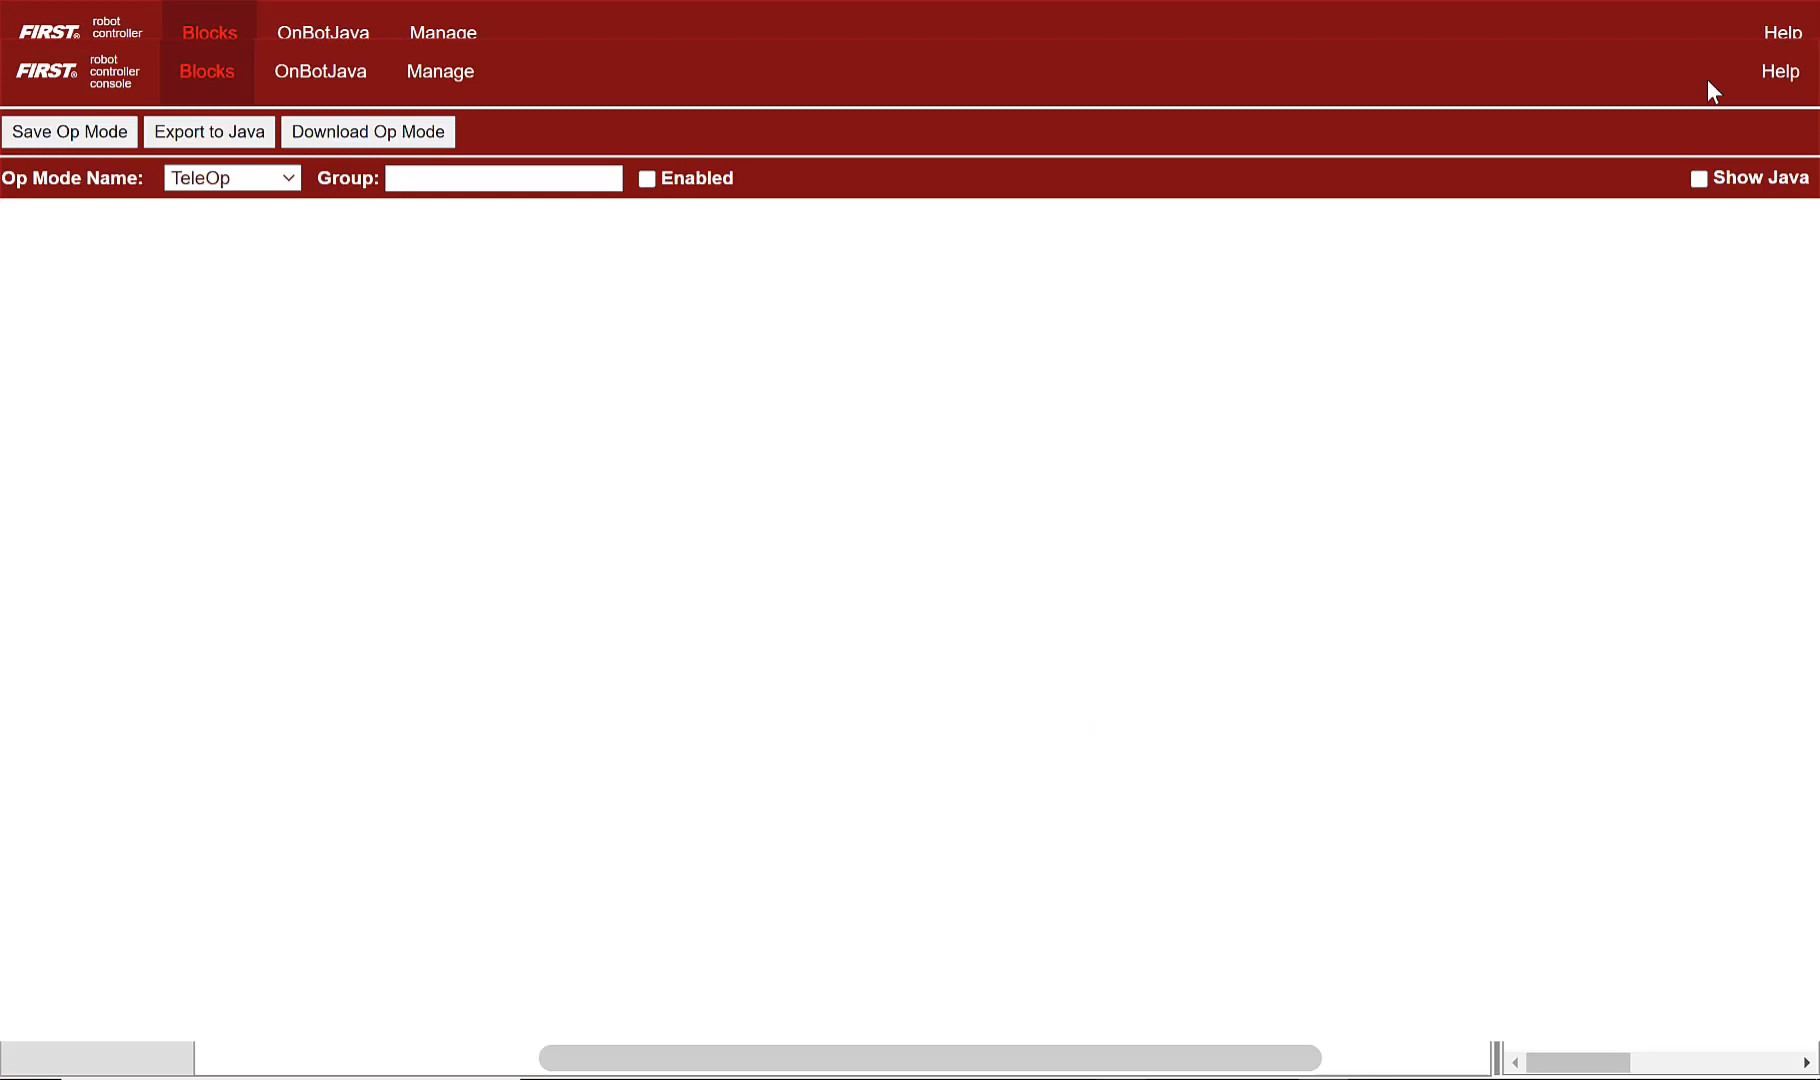 FIRST® robot controller Blocks OnBotJava Manage Help
FIRST® robot controller console Blocks OnBotJava Manage Help
Save Op Mode Export to Java Download Op Mode
Op Mode Name: TeleOp Group: Enabled Show Java